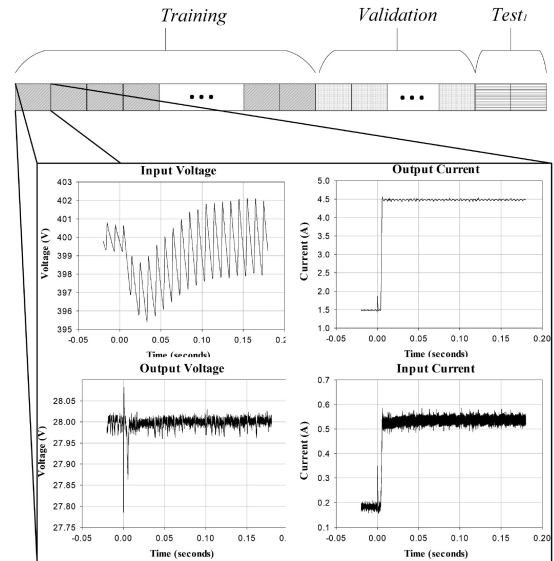 Training Validation Test₁
Input Voltage
Voltage (V)
403
402
401
400
399
398
397
396
395
-0.05 0.00 0.05 0.10 0.15 0.2
Time (seconds)
Output Current
Current (A)
5.0
4.5
4.0
3.5
3.0
2.5
2.0
1.5
1.0
-0.05 0.00 0.05 0.10 0.15 0.20
Time (seconds)
Output Voltage
Voltage (V)
28.05
28.00
27.95
27.90
27.85
27.80
27.75
-0.05 0.00 0.05 0.10 0.15 0.
Time (seconds)
Input Current
Current (A)
0.7
0.6
0.5
0.4
0.3
0.2
0.1
-0.05 0.00 0.05 0.10 0.15 0.20
Time (seconds)